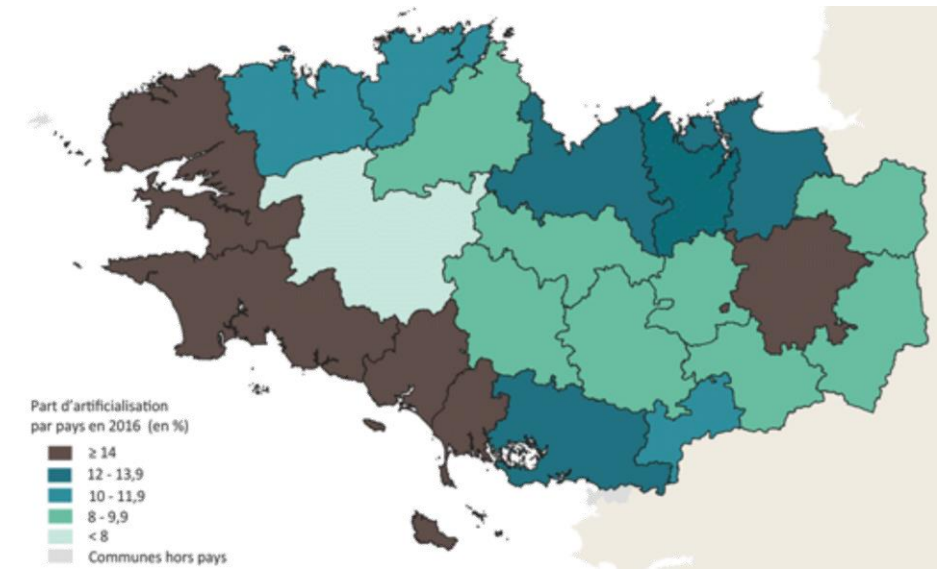 Part d'artificialisation
par pays en 2016 (en %)
≥ 14
12 - 13,9
10 - 11,9
8 - 9,9
< 8
Communes hors pays